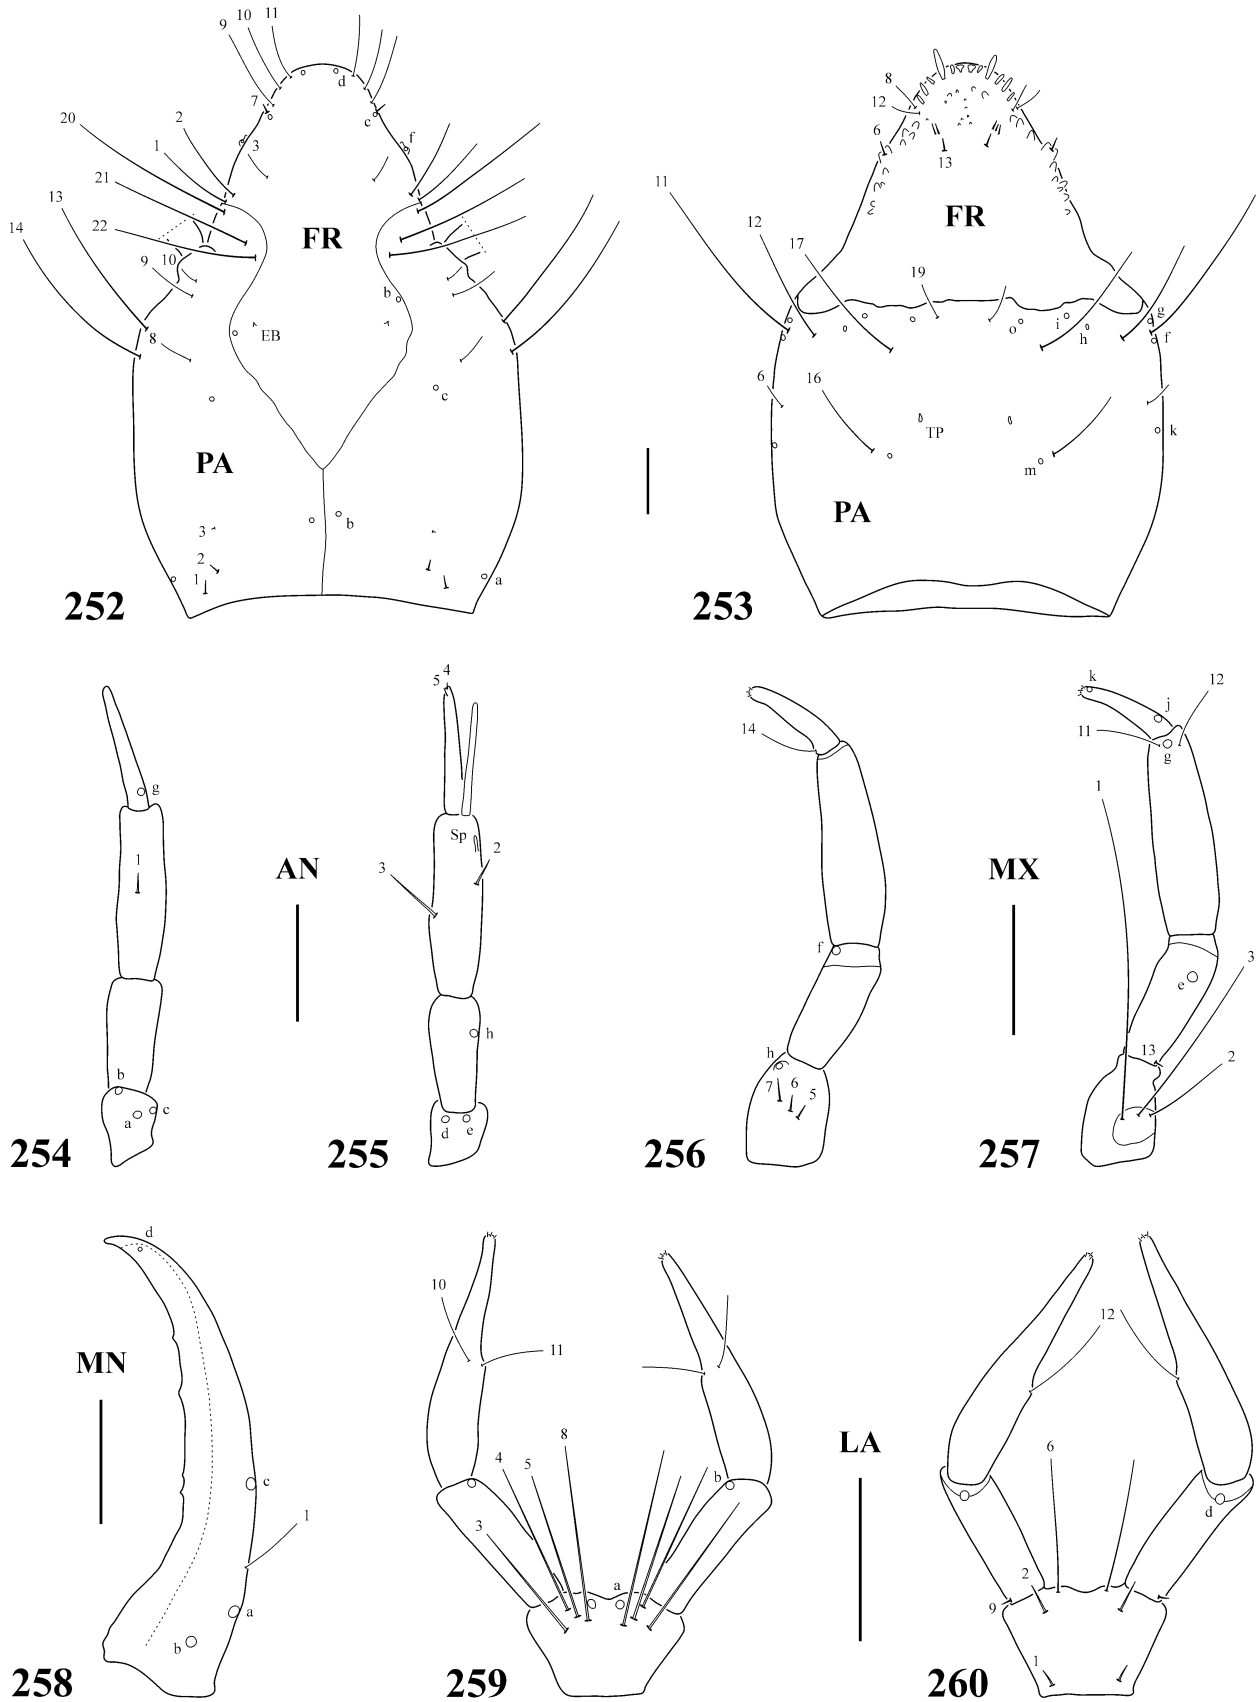 9 10 11
d
7
c
20 2 f
1 3
21
13
22 FR
14
9 10
b
8 EB
c
PA
3 b
2
1 a
252
8
12
6
13
11
FR
12
17
19
g
o i
h f
6 16
TP k
m
PA
253
g
1
b
a c
254
AN
4
5
Sp
2
3
h
d e
255
14
f
h
7 6 5
256
MX
k
12
j
11
g
1
3
e
13
2
257
d
MN
c
1
a
b
258
10
11
8
4
5
b
3
a
259
LA
12
6
d
2
9
1
260